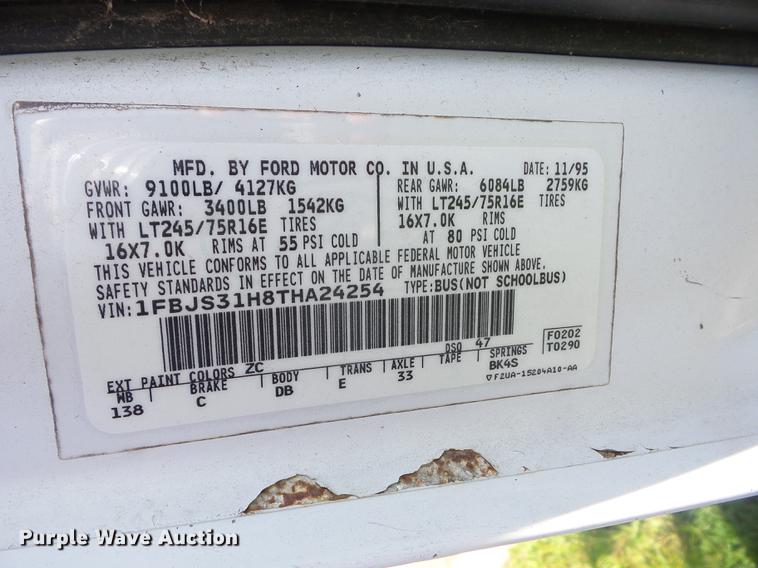 MFD. BY FORD MOTOR CO. IN U.S.A.
DATE: 11/95
GVWR: 9100LB/ 4127KG
FRONT GAWR: 3400LB 1542KG
WITH LT245/75R16E TIRES
16X7.0K RIMS AT 55 PSI COLD
REAR GAWR: 6084LB 2759KG
WITH LT245/75R16E TIRES
16X7.0K RIMS
AT 80 PSI COLD
THIS VEHICLE CONFORMS TO ALL APPLICABLE FEDERAL MOTOR VEHICLE
SAFETY STANDARDS IN EFFECT ON THE DATE OF MANUFACTURE SHOWN ABOVE.
VIN: 1FBJS31H8THA24254 TYPE: BUS(NOT SCHOOLBUS)
F0202
T0290
EXT PAINT COLORS ZC DSO 47
WB BRAKE BODY TRANS AXLE TAPE SPRINGS
138 C DB E 33 BK4S
F2UA-15204A10-AA
Purple Wave Auction